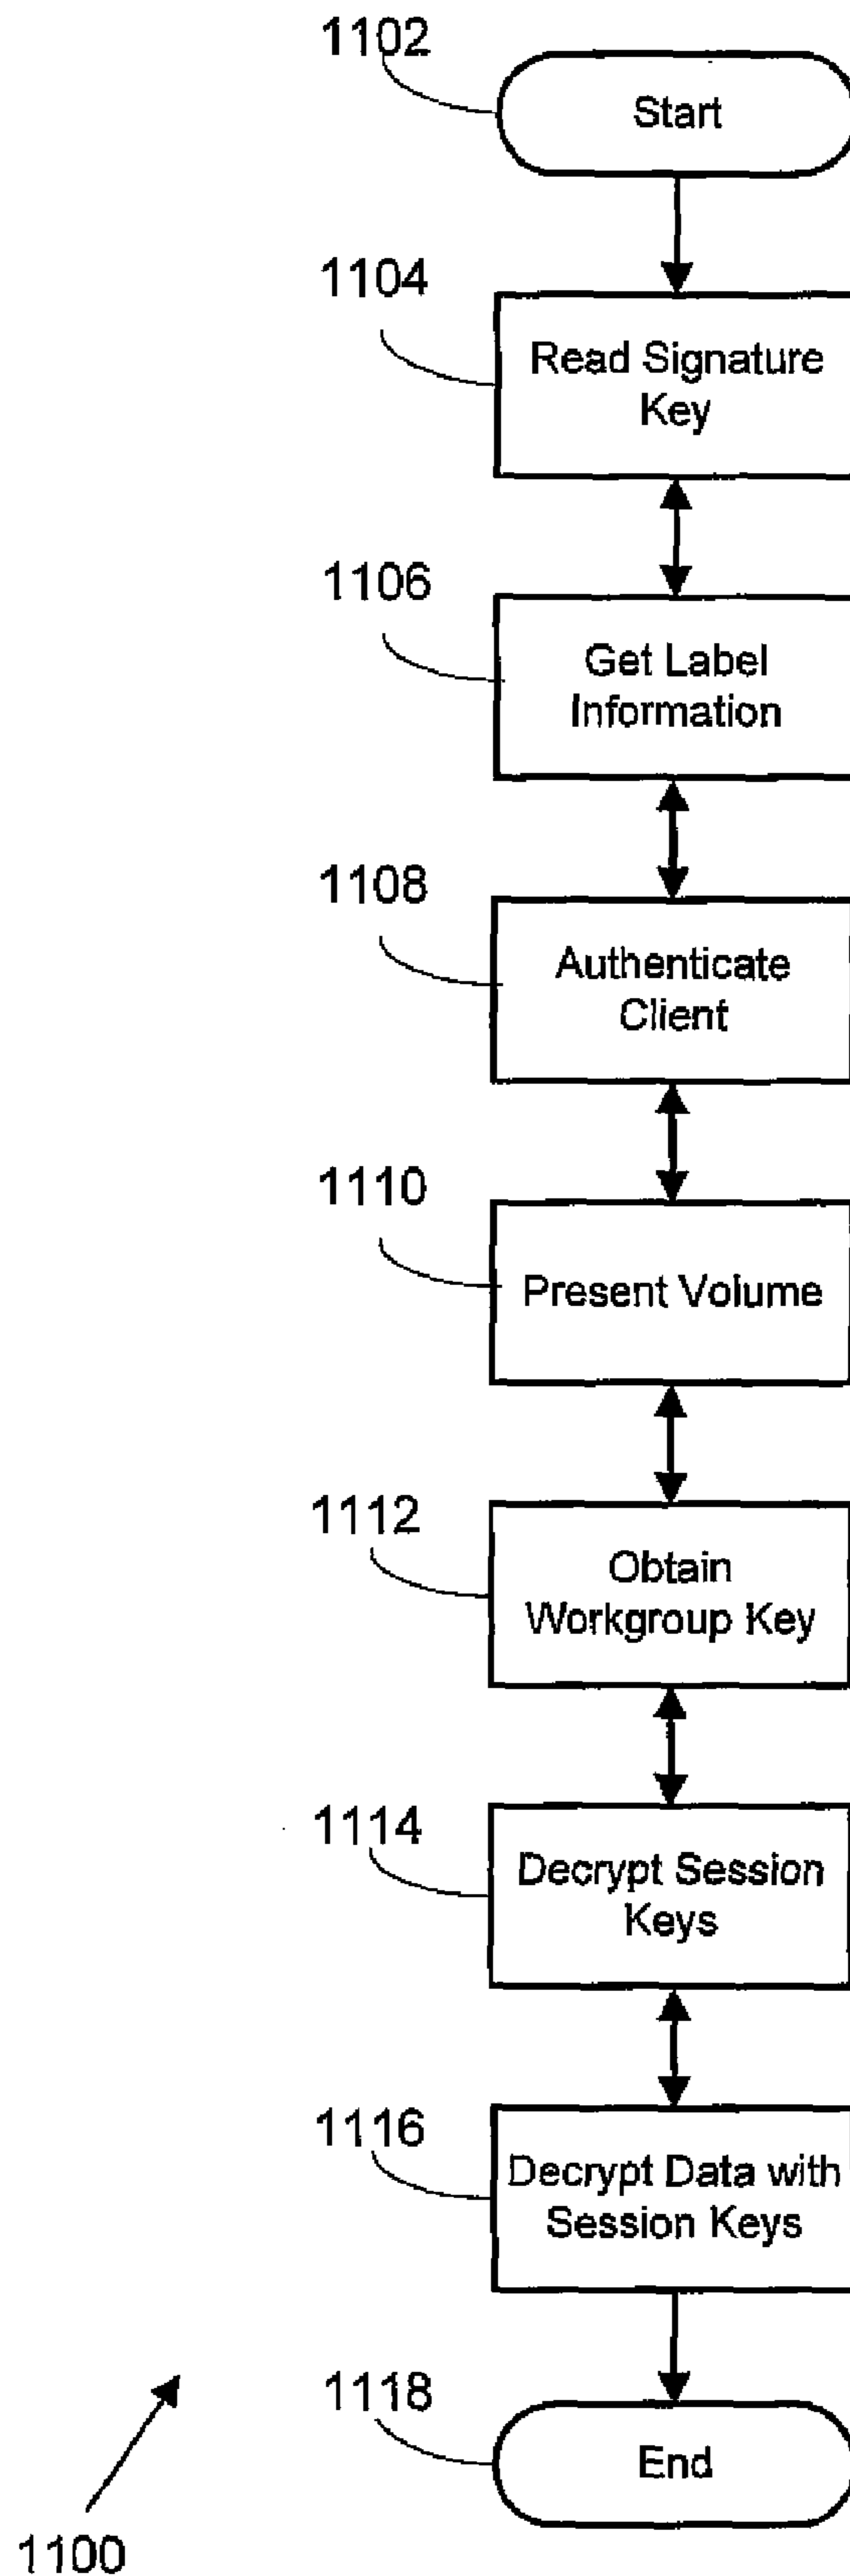 1102
Start
1104
Read Signature
Key
1106
Get Label
Information
1108
Authenticate
Client
1110
Present Volume
1112
Obtain
Workgroup Key
1114
Decrypt Session
Keys
1116
Decrypt Data with
Session Keys
1118
End
1100